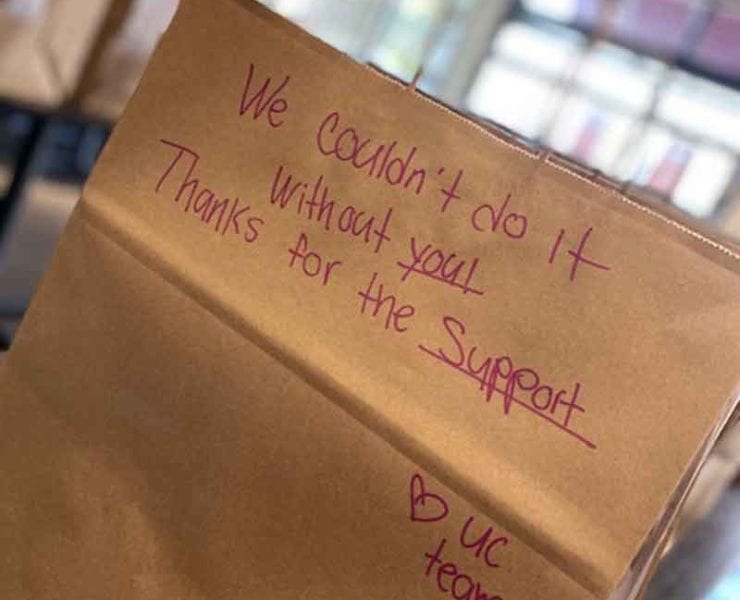 We couldn't do it
without you!
Thanks for the Support
♡ UC
team